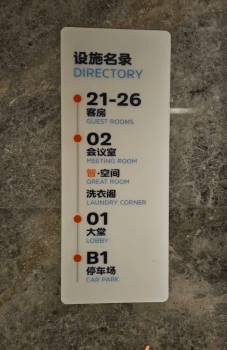 设施名录
DIRECTORY
21-26
客房
GUEST ROOMS
02
会议室
MEETING ROOM
智·空间
GREAT ROOM
洗衣阁
LAUNDRY CORNER
01
大堂
LOBBY
B1
停车场
CAR PARK